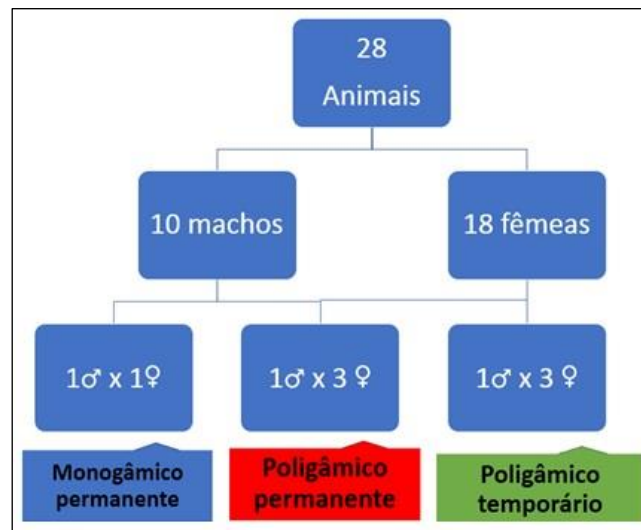 28
Animais
10 machos
18 fêmeas
1♂ x 1♀
1♂ x 3 ♀
1♂ x 3 ♀
Monogâmico
permanente
Poligâmico
permanente
Poligâmico
temporário